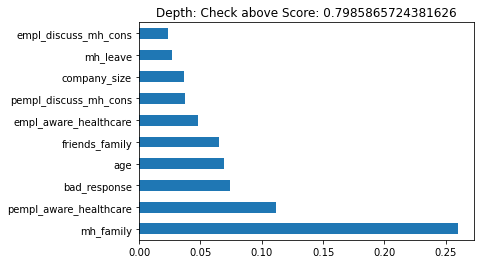 Depth: Check above Score: 0.7985865724381626
empl_discuss_mh_cons
mh_leave
company_size
pempl_discuss_mh_cons
empl_aware_healthcare
friends_family
age
bad_response
pempl_aware_healthcare
mh_family
0.00 0.05 0.10 0.15 0.20 0.25